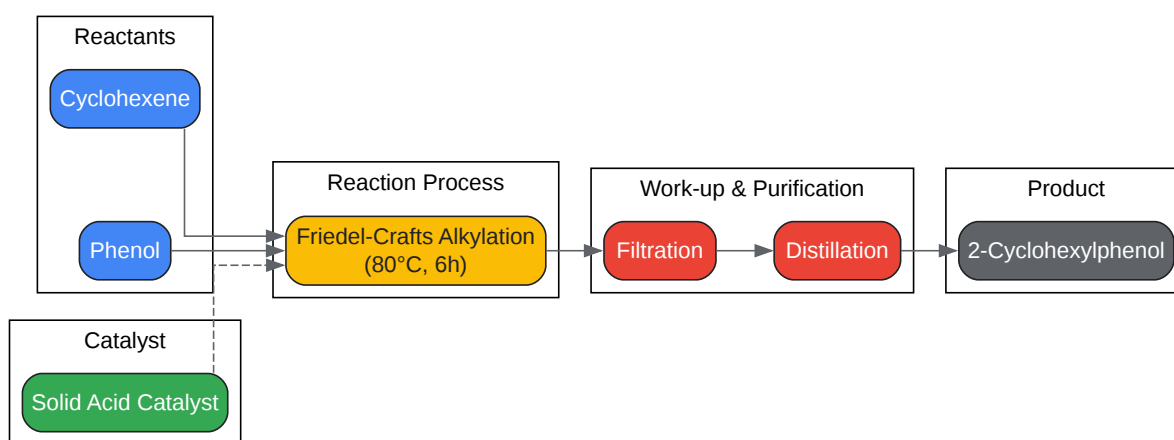 Reactants
Cyclohexene
Phenol
Catalyst
Solid Acid Catalyst
Reaction Process
Friedel-Crafts Alkylation
(80°C, 6h)
Work-up & Purification
Filtration
Distillation
Product
2-Cyclohexylphenol